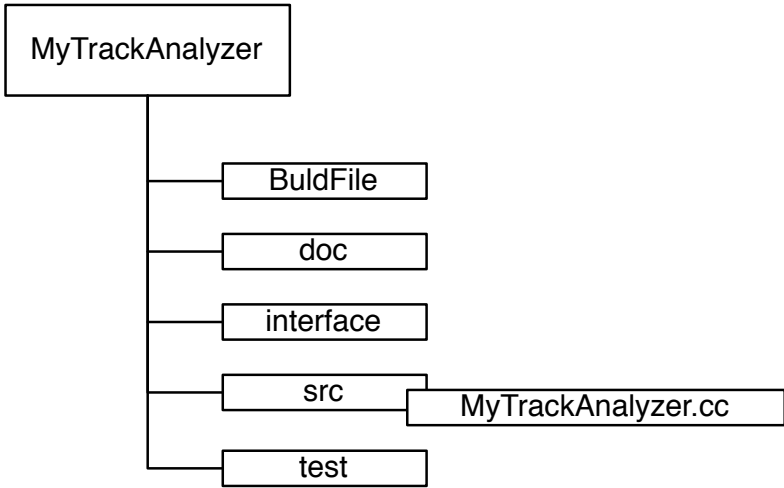 MyTrackAnalyzer
BuldFile
doc
interface
src
MyTrackAnalyzer.cc
test